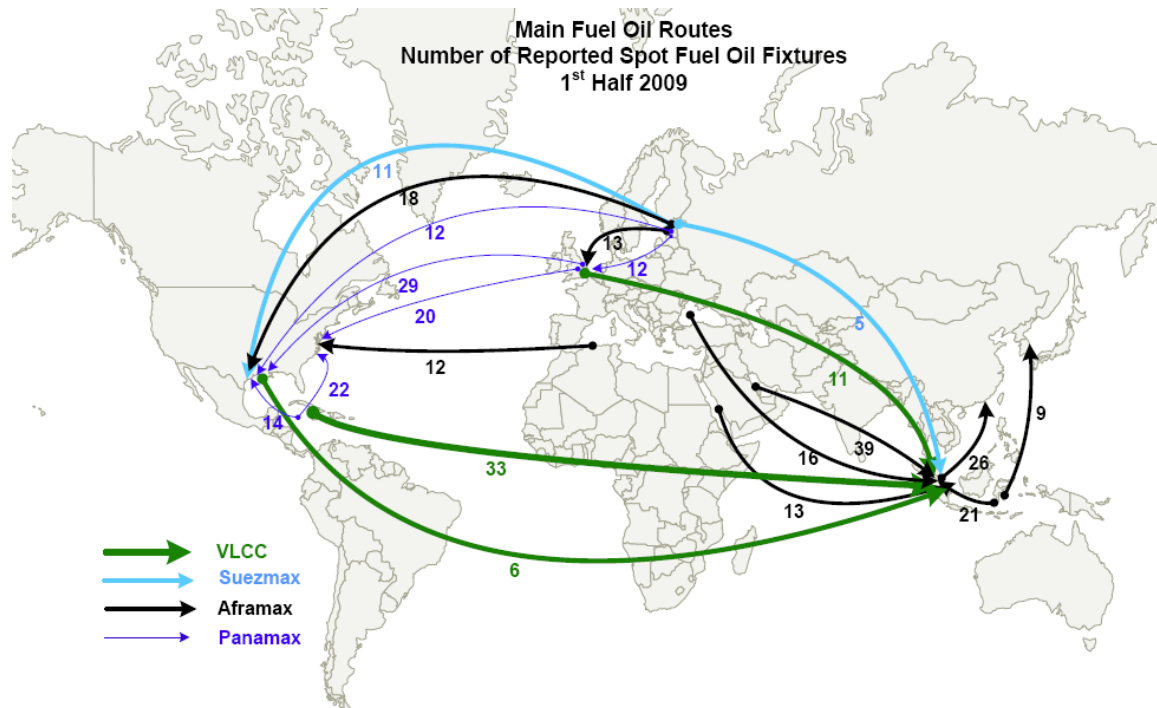 Main Fuel Oil Routes
Number of Reported Spot Fuel Oil Fixtures
1st Half 2009
11
18
12
13
12
29
20
5
12
11
22
14
9
39
16
26
33
13
21
6
VLCC
Suezmax
Aframax
Panamax